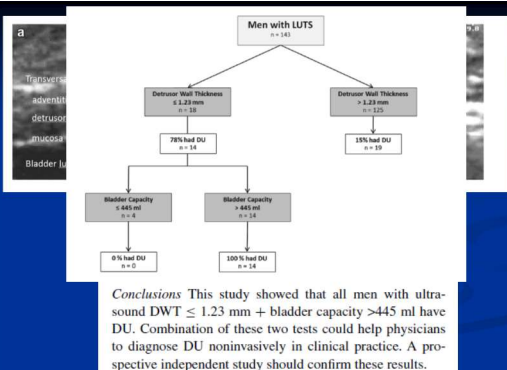 a
Men with LUTS
n = 143
Transversa
adventit
detrusor
mucosa
Bladder lu
Detrusor Wall Thickness
≤ 1.23 mm
n = 18
Detrusor Wall Thickness
> 1.23 mm
n = 125
78% had DU
n = 14
15% had DU
n = 19
Bladder Capacity
≤ 445 ml
n = 4
Bladder Capacity
> 445 ml
n = 14
0 % had DU
n = 0
100 % had DU
n = 14
Conclusions This study showed that all men with ultra-
sound DWT ≤ 1.23 mm + bladder capacity >445 ml have
DU. Combination of these two tests could help physicians
to diagnose DU noninvasively in clinical practice. A pro-
spective independent study should confirm these results.